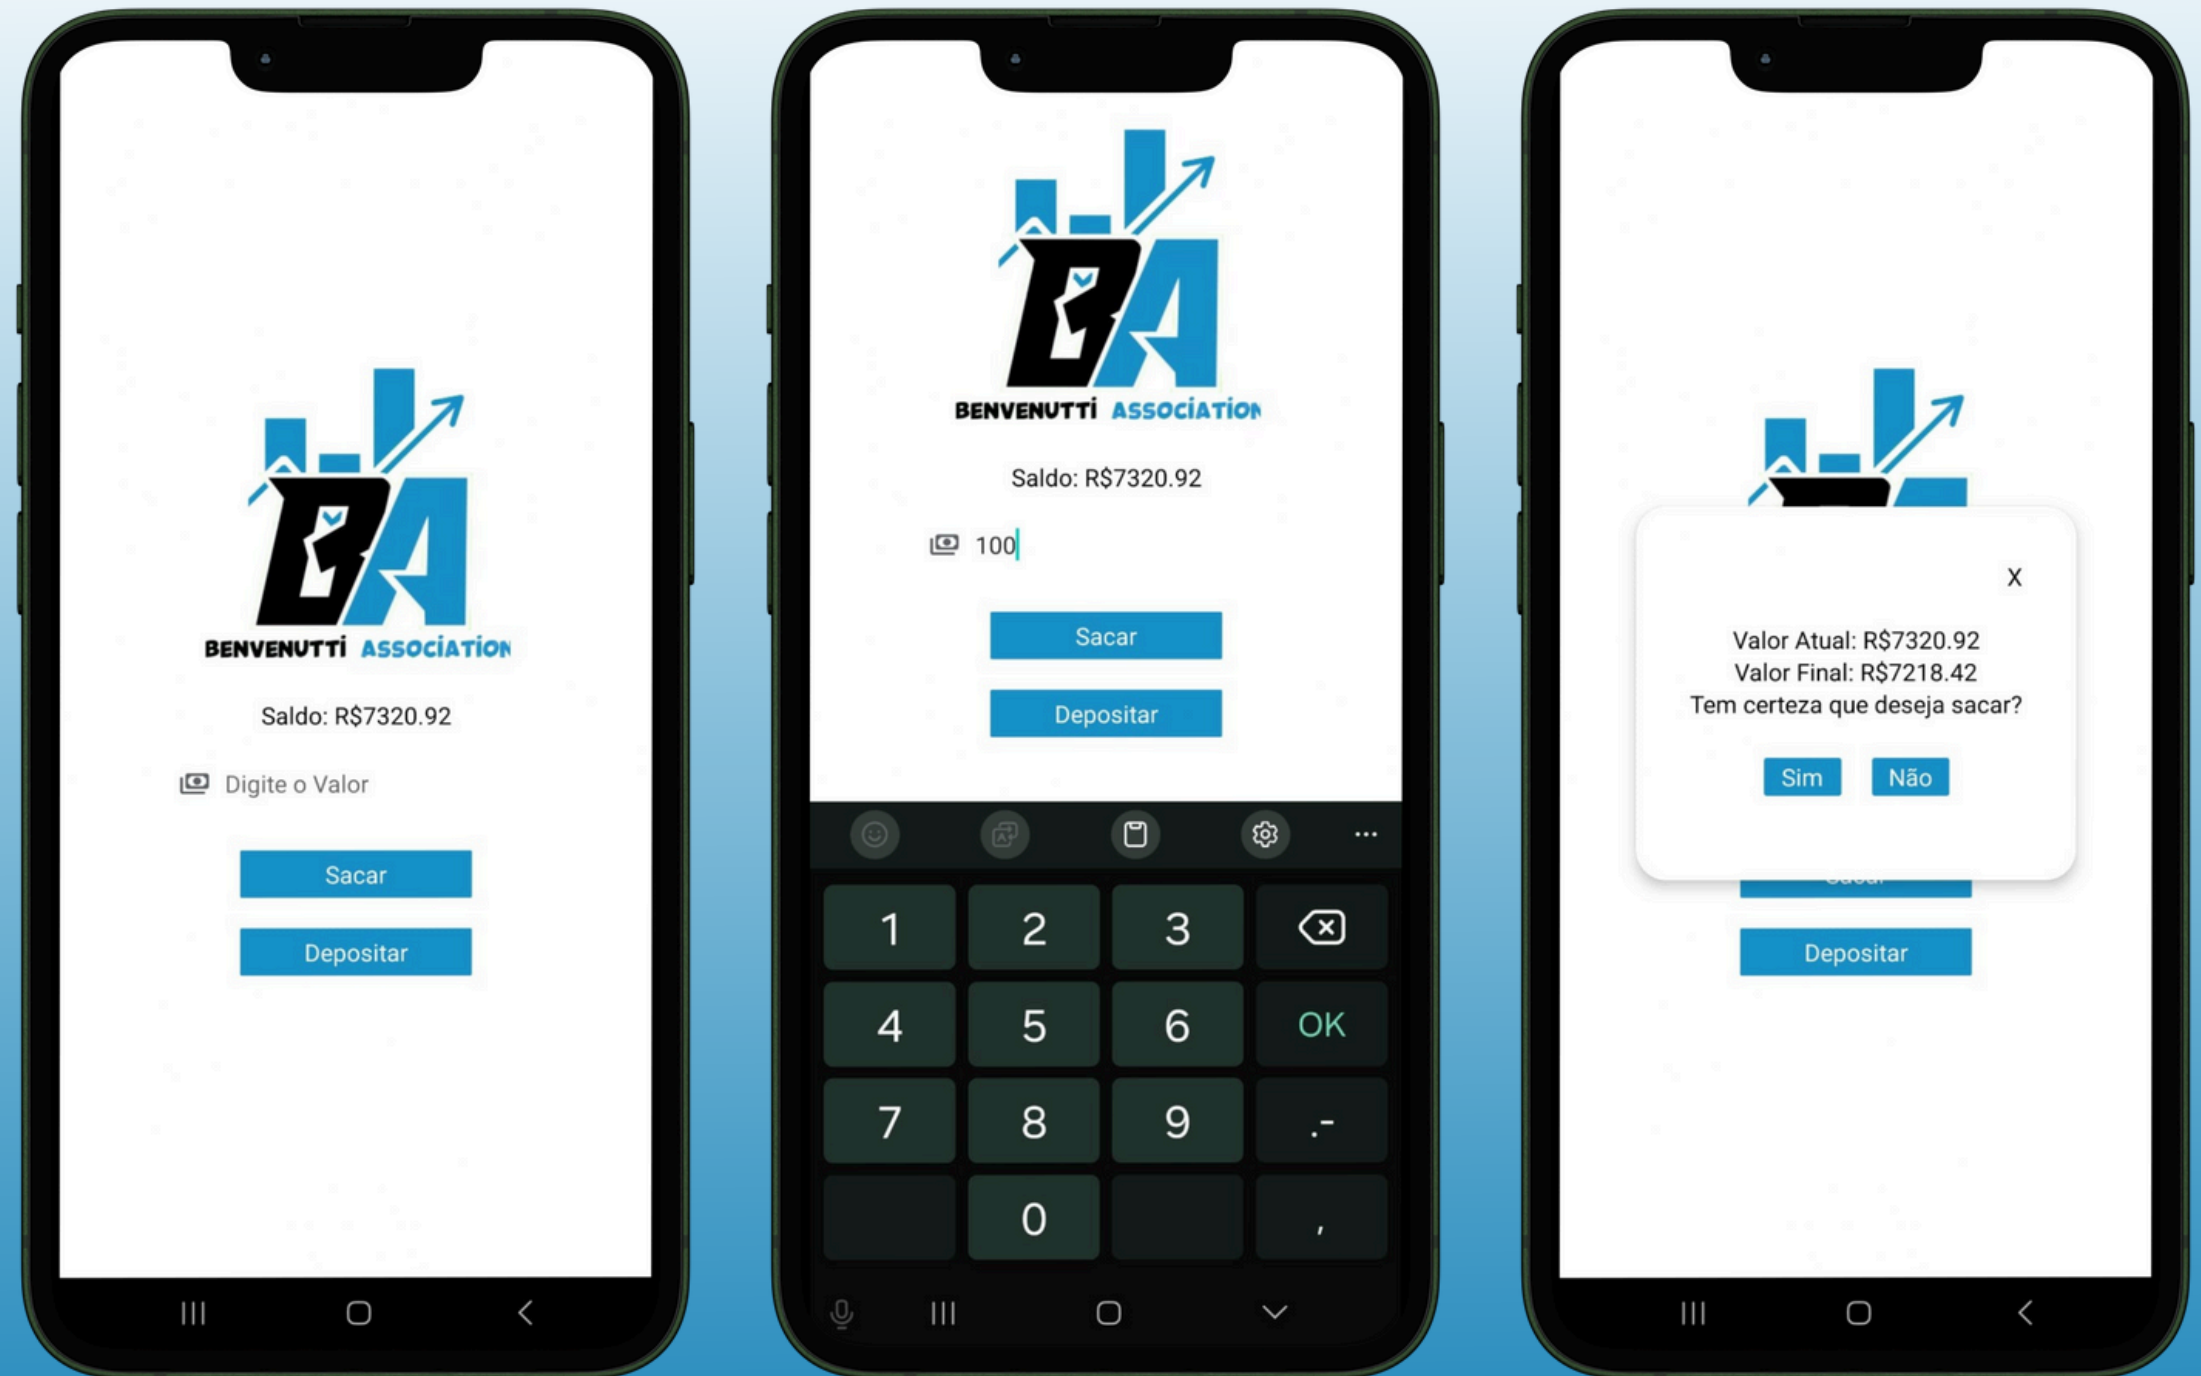 BENVENUTTI ASSOCIATION
Saldo: R$7320.92
Digite o Valor
Sacar
Depositar
BA
BENVENUTTI ASSOCIATION
Saldo: R$7320.92
100
Sacar
Depositar
1 2 3
4 5 6 OK
7 8 9 .-
0 ,
X
Valor Atual: R$7320.92
Valor Final: R$7218.42
Tem certeza que deseja sacar?
Sim Não
Depositar